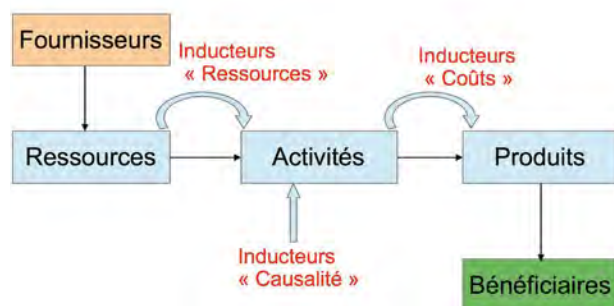 Fournisseurs
Inducteurs
« Ressources »
Inducteurs
« Coûts »
Ressources
Activités
Produits
Inducteurs
« Causalité »
Bénéficiaires